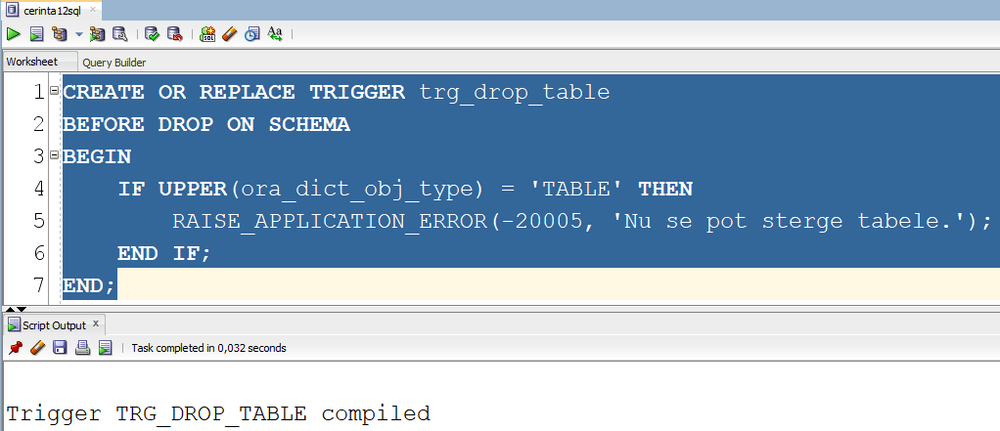 cerinta12sql
Worksheet
Query Builder
1 CREATE OR REPLACE TRIGGER trg_drop_table
2 BEFORE DROP ON SCHEMA
3 BEGIN
4 IF UPPER(ora_dict_obj_type) = 'TABLE' THEN
5 RAISE_APPLICATION_ERROR(-20005, 'Nu se pot sterge tabele.');
6 END IF;
7 END;
Script Output x
Task completed in 0,032 seconds
Trigger TRG_DROP_TABLE compiled